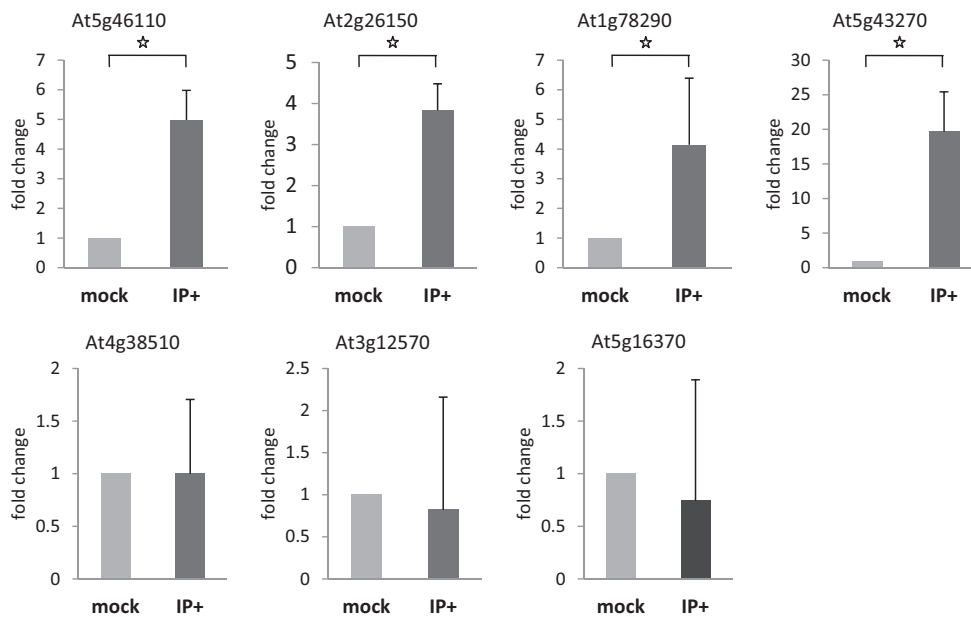 At5g46110
☆
fold change
7
6
5
4
3
2
1
0
mock IP+
At2g26150
☆
fold change
5
4
3
2
1
0
mock IP+
At1g78290
☆
fold change
7
6
5
4
3
2
1
0
mock IP+
At5g43270
☆
fold change
30
25
20
15
10
5
0
mock IP+
At4g38510
fold change
2
1.5
1
0.5
0
mock IP+
At3g12570
fold change
2.5
2
1.5
1
0.5
0
mock IP+
At5g16370
fold change
2
1.5
1
0.5
0
mock IP+